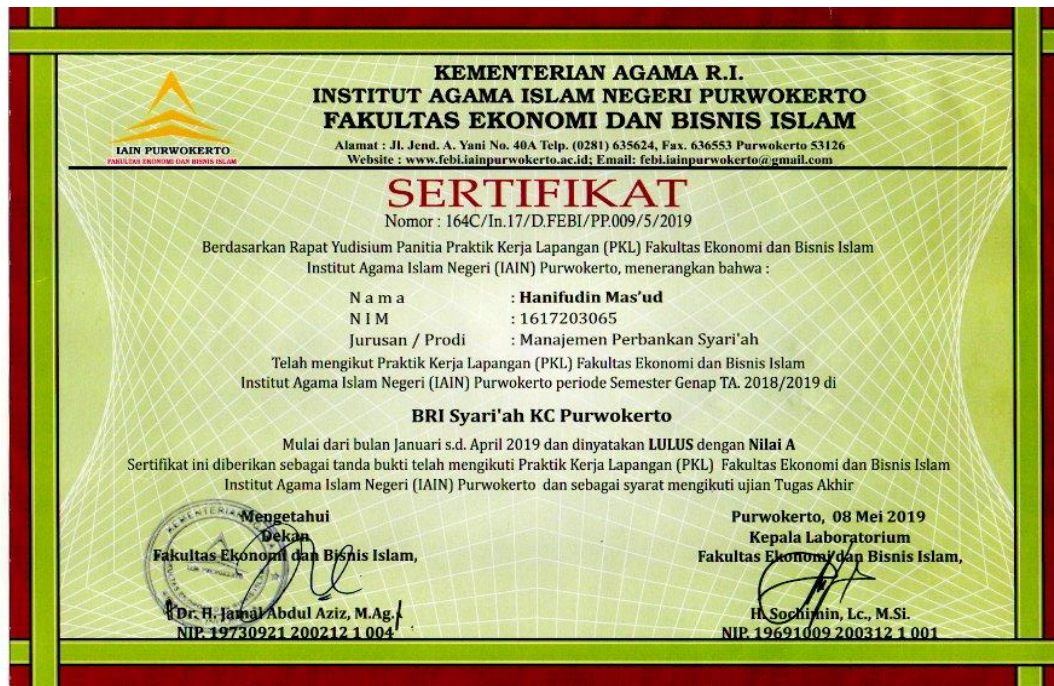 KEMENTERIAN AGAMA R.I.
INSTITUT AGAMA ISLAM NEGERI PURWOKERTO
FAKULTAS EKONOMI DAN BISNIS ISLAM
Alamat : Jl. Jend. A. Yani No. 40A Telp. (0281) 635624, Fax. 636553 Purwokerto 53126
Website : www.febi.iainpurwokerto.ac.id; Email: febi.iainpurwokerto@gmail.com
IAIN PURWOKERTO
FAKULTAS EKONOMI DAN BISNIS ISLAM
SERTIFIKAT
Nomor : 164C/In.17/D.FEBI/PP.009/5/2019
Berdasarkan Rapat Yudisium Panitia Praktik Kerja Lapangan (PKL) Fakultas Ekonomi dan Bisnis Islam
Institut Agama Islam Negeri (IAIN) Purwokerto, menerangkan bahwa :
N a m a : Hanifudin Mas'ud
N I M : 1617203065
Jurusan / Prodi : Manajemen Perbankan Syari'ah
Telah mengikut Praktik Kerja Lapangan (PKL) Fakultas Ekonomi dan Bisnis Islam
Institut Agama Islam Negeri (IAIN) Purwokerto periode Semester Genap TA. 2018/2019 di
BRI Syari'ah KC Purwokerto
Mulai dari bulan Januari s.d. April 2019 dan dinyatakan LULUS dengan Nilai A
Sertifikat ini diberikan sebagai tanda bukti telah mengikuti Praktik Kerja Lapangan (PKL) Fakultas Ekonomi dan Bisnis Islam
Institut Agama Islam Negeri (IAIN) Purwokerto dan sebagai syarat mengikuti ujian Tugas Akhir
Mengetahui
Dekan
Fakultas Ekonomi dan Bisnis Islam,
Dr. H. Jamal Abdul Aziz, M.Ag.
NIP. 19730921 200212 1 004
Purwokerto, 08 Mei 2019
Kepala Laboratorium
Fakultas Ekonomi dan Bisnis Islam,
H. Sochimin, Lc., M.Si.
NIP. 19691009 200312 1 001
KEMENTERIAN